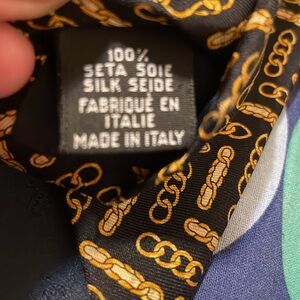 100%
SETA SOIE
SILK SEIDE
FABRIQUÉ EN
ITALIE
MADE IN ITALY